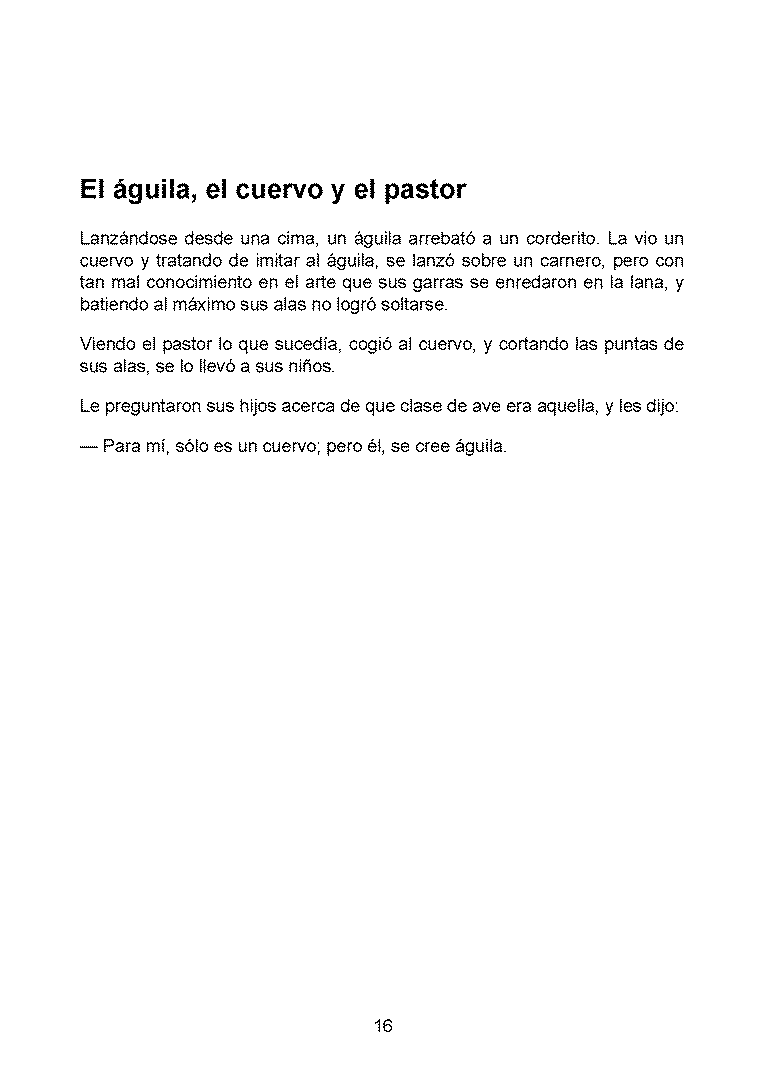 El águila, el cuervo y el pastor
Lanzándose desde una cima, un águila arrebató a un corderito. La vio un
cuervo y tratando de imitar al águila, se lanzó sobre un carnero, pero con
tan mal conocimiento en el arte que sus garras se enredaron en la lana, y
batiendo al máximo sus alas no logró soltarse.
Viendo el pastor lo que sucedía, cogió al cuervo, y cortando las puntas de
sus alas, se lo llevó a sus niños.
Le preguntaron sus hijos acerca de que clase de ave era aquella, y les dijo:
— Para mí, sólo es un cuervo; pero él, se cree águila.
16